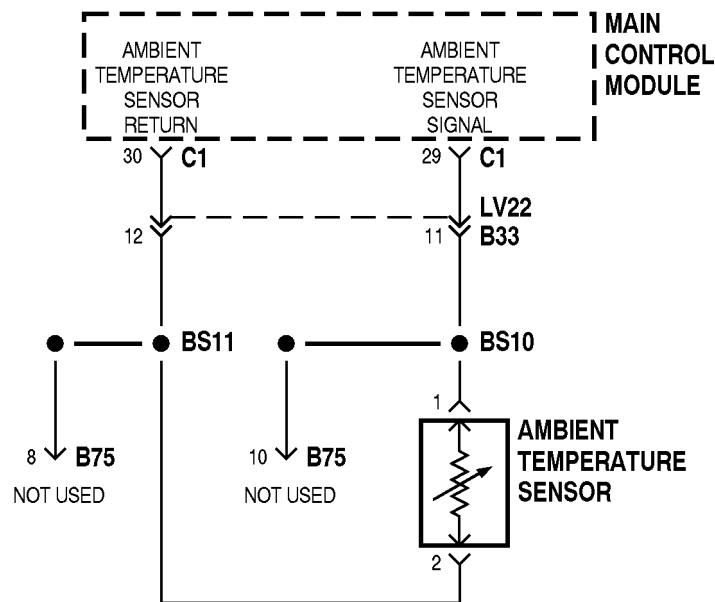 MAIN
CONTROL
MODULE
AMBIENT
TEMPERATURE
SENSOR
RETURN
AMBIENT
TEMPERATURE
SENSOR
SIGNAL
30 C1
29 C1
12
11
LV22
B33
BS11
BS10
8 B75
NOT USED
10 B75
NOT USED
1
AMBIENT
TEMPERATURE
SENSOR
2